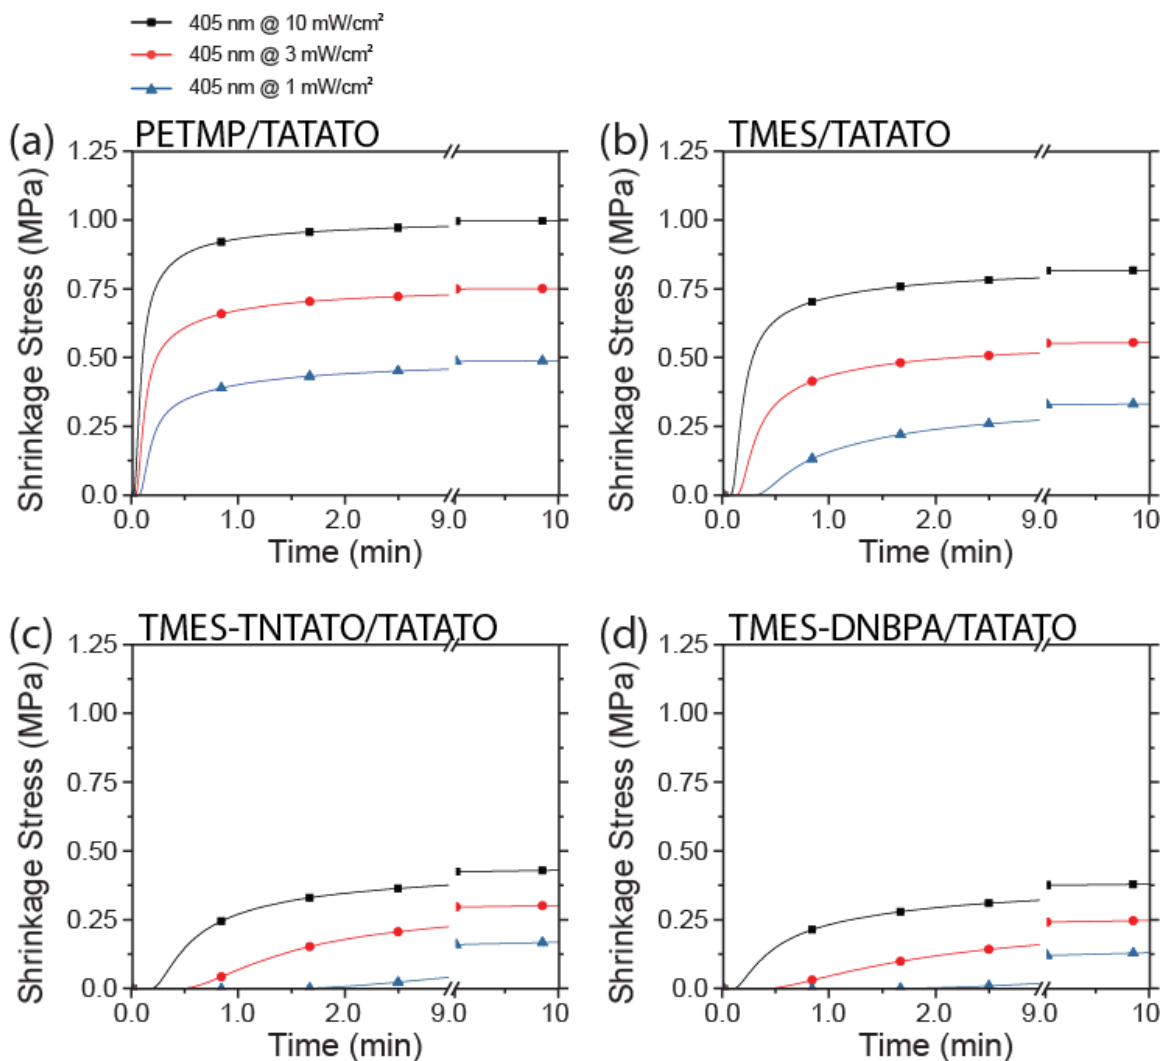 405 nm @ 10 mW/cm²
405 nm @ 3 mW/cm²
405 nm @ 1 mW/cm²
(a) PETMP/TATATO
1.25
1.00
0.75
0.50
0.25
0.0
Shrinkage Stress (MPa)
0.0 1.0 2.0 9.0 10
Time (min)
(b) TMES/TATATO
1.25
1.00
0.75
0.50
0.25
0.0
Shrinkage Stress (MPa)
0.0 1.0 2.0 9.0 10
Time (min)
(c) TMES-TNTATO/TATATO
1.25
1.00
0.75
0.50
0.25
0.0
Shrinkage Stress (MPa)
0.0 1.0 2.0 9.0 10
Time (min)
(d) TMES-DNBPA/TATATO
1.25
1.00
0.75
0.50
0.25
0.0
Shrinkage Stress (MPa)
0.0 1.0 2.0 9.0 10
Time (min)